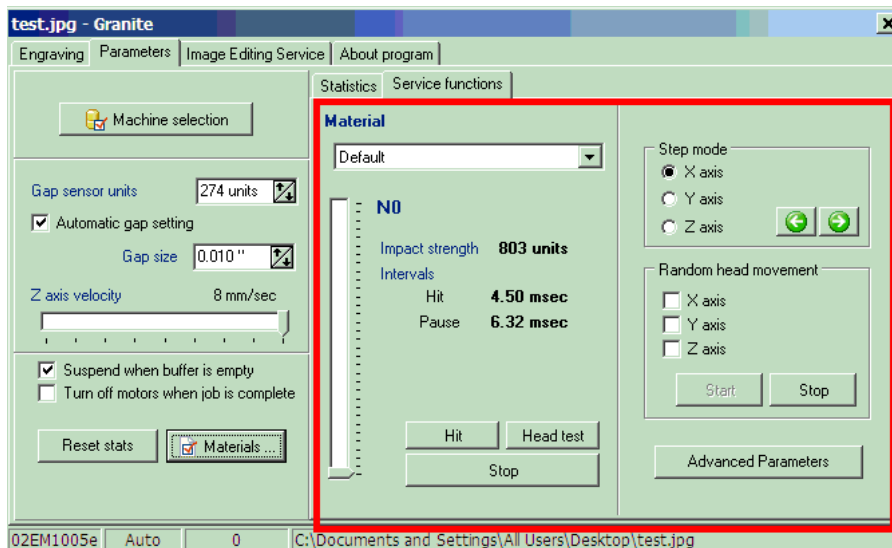 test.jpg - Granite
Engraving Parameters Image Editing Service About program
Statistics Service functions
Machine selection
Gap sensor units 274 units
Automatic gap setting
Gap size 0.010 "
Z axis velocity 8 mm/sec
Suspend when buffer is empty
Turn off motors when job is complete
Reset stats Materials ...
Material
Default
N0
Impact strength 803 units
Intervals
Hit 4.50 msec
Pause 6.32 msec
Hit Head test
Stop
Step mode
X axis
Y axis
Z axis
Random head movement
X axis
Y axis
Z axis
Start Stop
Advanced Parameters
02EM1005e Auto 0 C:\Documents and Settings\All Users\Desktop\test.jpg